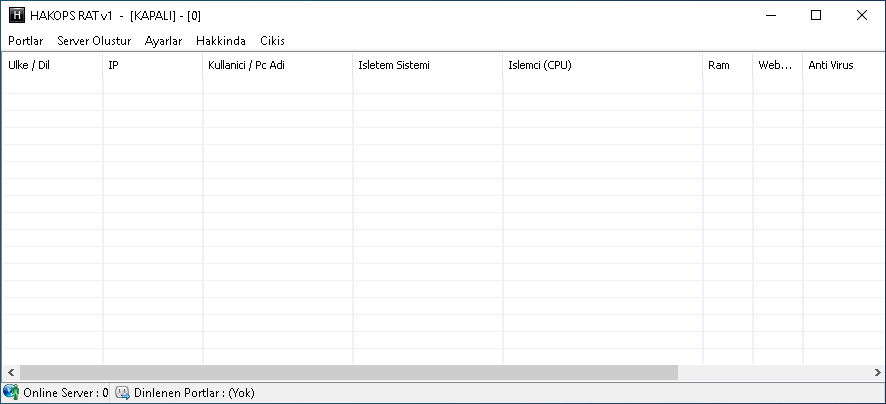 HAKOPS RAT v1 - [KAPALI] - [0]
Portlar Server Olustur Ayarlar Hakkinda Cikis
Ulke / Dil IP Kullanici / Pc Adi Isletem Sistemi Islemci (CPU) Ram Web... Anti Virus
Online Server : 0 Dinlenen Portlar : (Yok)